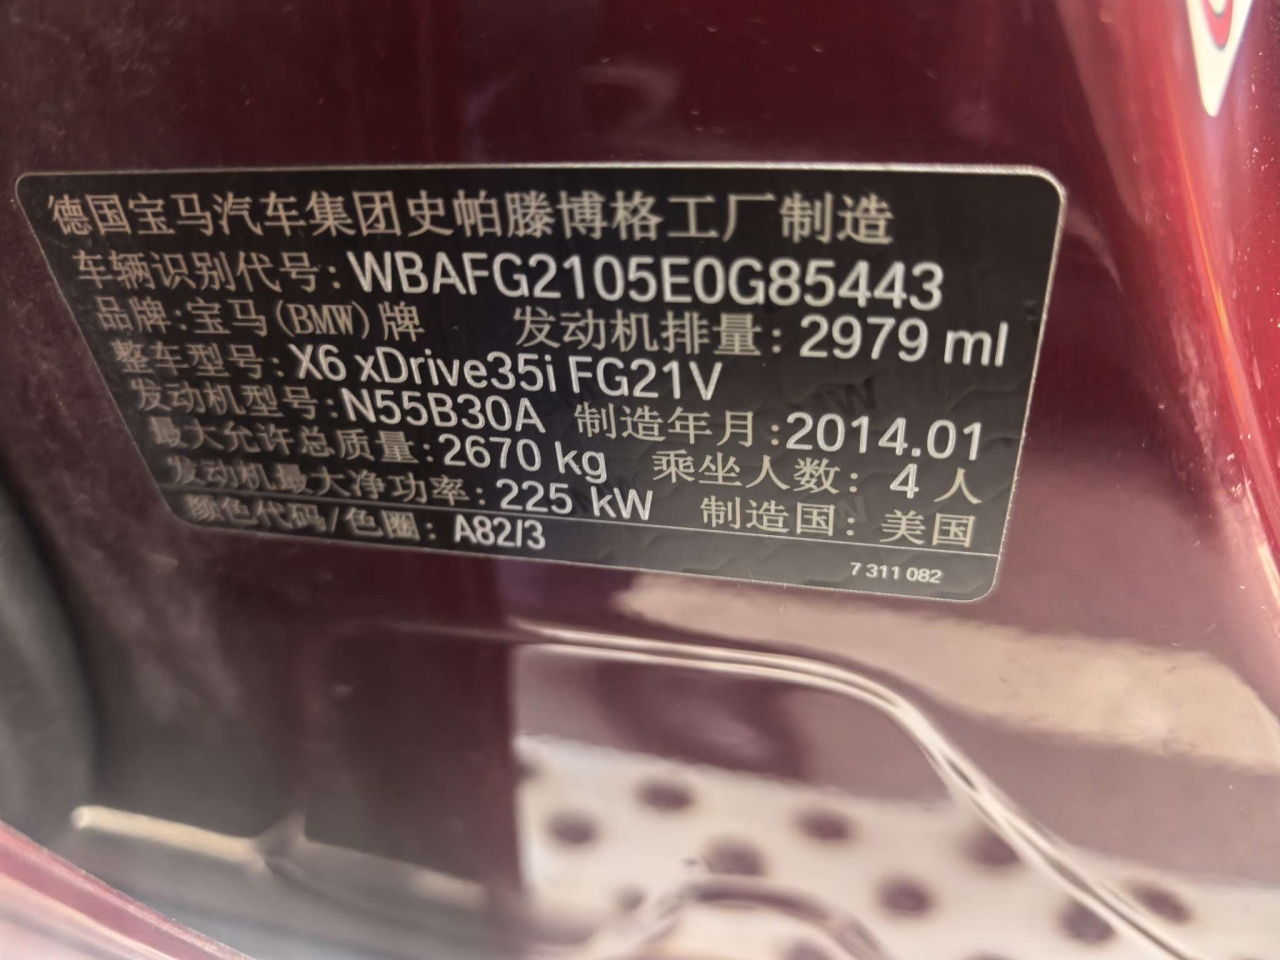 德国宝马汽车集团史帕滕博格工厂制造
车辆识别代号: WBAFG2105E0G85443
品牌: 宝马(BMW)牌 发动机排量: 2979 ml
整车型号: X6 xDrive35i FG21V
发动机型号: N55B30A 制造年月: 2014.01
最大允许总质量: 2670 kg 乘坐人数: 4 人
发动机最大净功率: 225 kW 制造国: 美国
颜色代码/色圈: A82/3
7 311 082